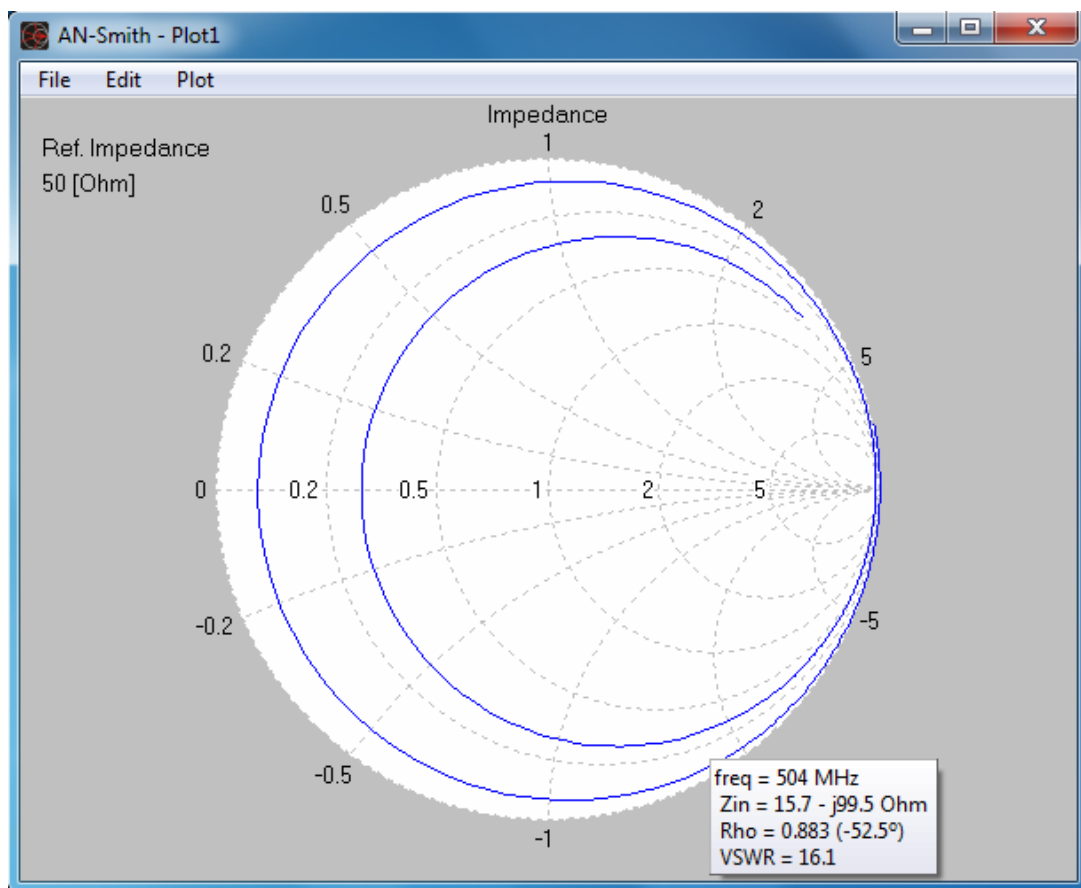 AN-Smith - Plot1
File Edit Plot
Impedance
Ref. Impedance
50 [Ohm]
1
0.5
2
0.2
5
0
0.2
0.5
1
2
5
-0.2
-5
-0.5
-1
freq = 504 MHz
Zin = 15.7 - j99.5 Ohm
Rho = 0.883 (-52.5º)
VSWR = 16.1